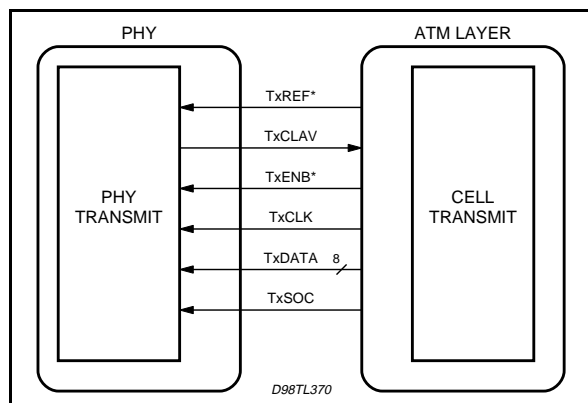 PHY
ATM LAYER
TxREF*
TxCLAV
TxENB*
TxCLK
TxDATA 8
TxSOC
PHY
TRANSMIT
CELL
TRANSMIT
D98TL370